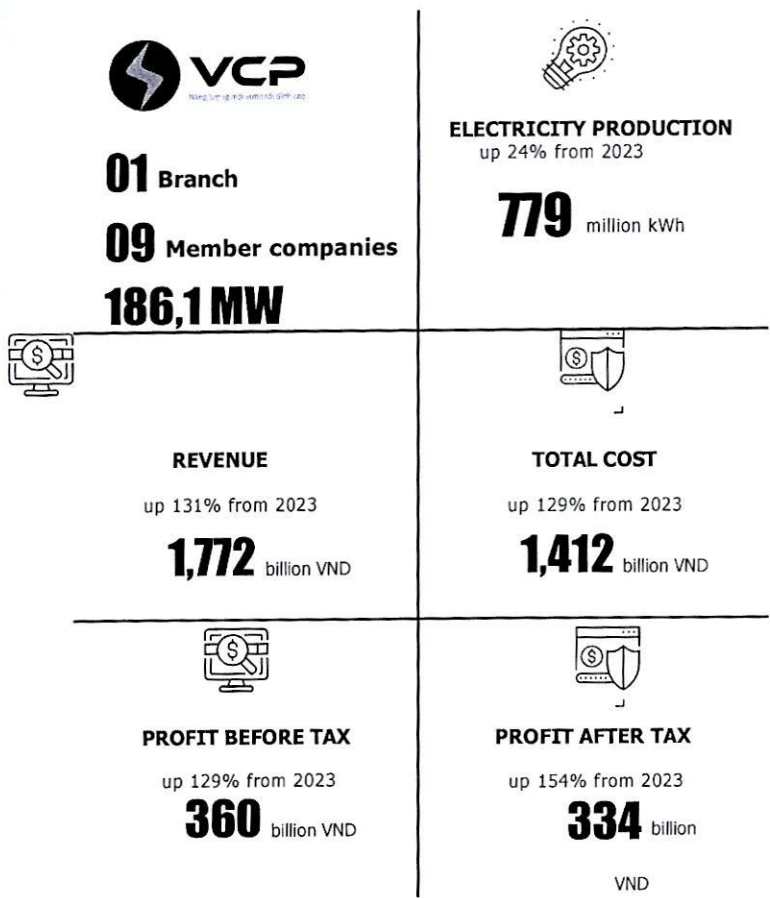 VCP
01 Branch
09 Member companies
186,1 MW
ELECTRICITY PRODUCTION
up 24% from 2023
779 million kWh
REVENUE
up 131% from 2023
1,772 billion VND
TOTAL COST
up 129% from 2023
1,412 billion VND
PROFIT BEFORE TAX
up 129% from 2023
360 billion VND
PROFIT AFTER TAX
up 154% from 2023
334 billion
VND